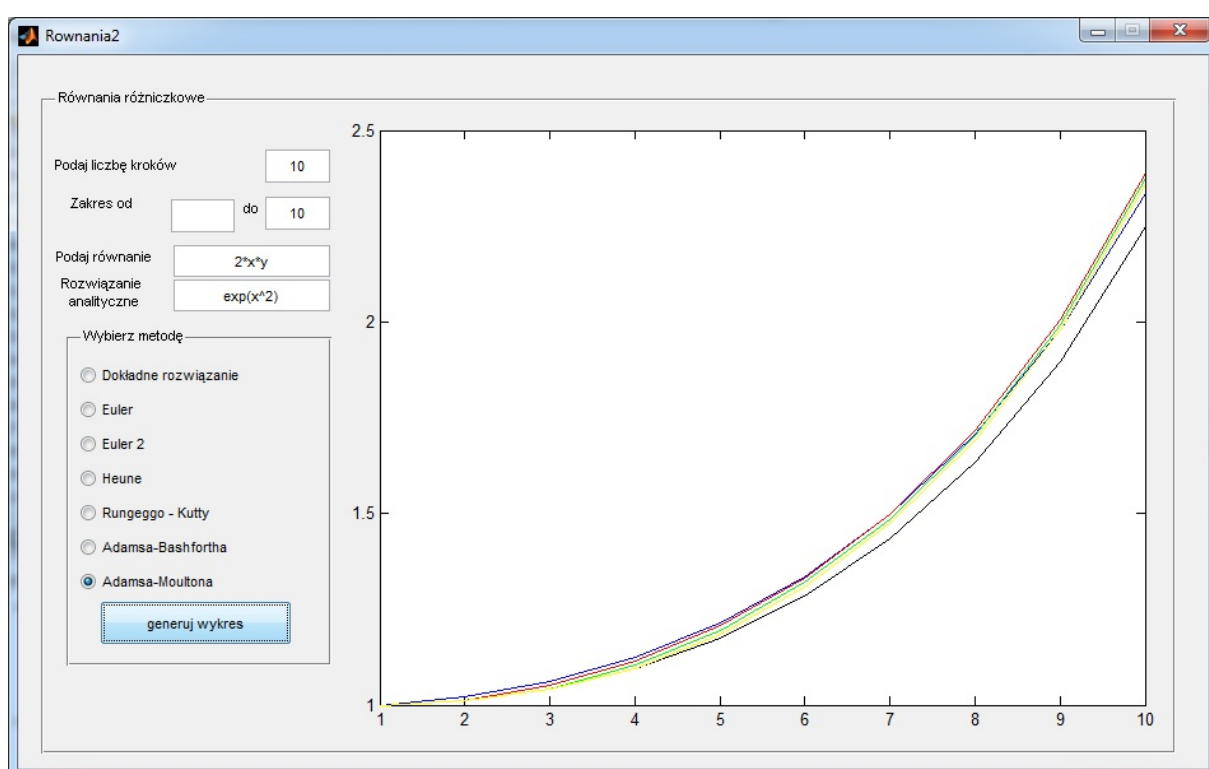 Rownania2
Równania różniczkowe
Podaj liczbę kroków 10
Zakres od do 10
Podaj równanie 2*x*y
Rozwiązanie
analityczne exp(x^2)
Wybierz metodę
Dokładne rozwiązanie
Euler
Euler 2
Heune
Rungeggo - Kutty
Adamsa-Bashfortha
Adamsa-Moultona
generuj wykres
2.5
2
1.5
1
1 2 3 4 5 6 7 8 9 10